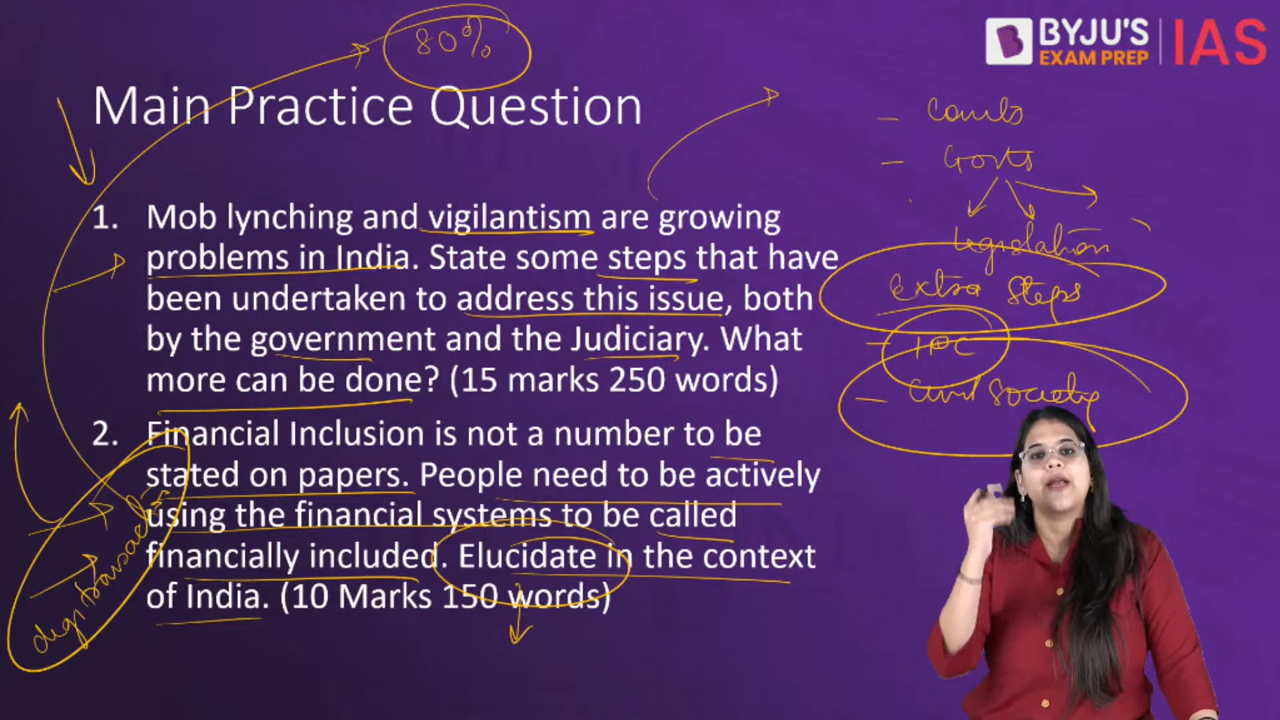 80%
BYJU'S
EXAM PREP
IAS
Main Practice Question
1. Mob lynching and vigilantism are growing
problems in India. State some steps that have
been undertaken to address this issue, both
by the government and the Judiciary. What
more can be done? (15 marks 250 words)
2. Financial Inclusion is not a number to be
stated on papers. People need to be actively
using the financial systems to be called
financially included. Elucidate in the context
of India. (10 Marks 150 words)
- Courts
- Govts
legislation
extra steps
- IPC
- Civil Society
digi transaction